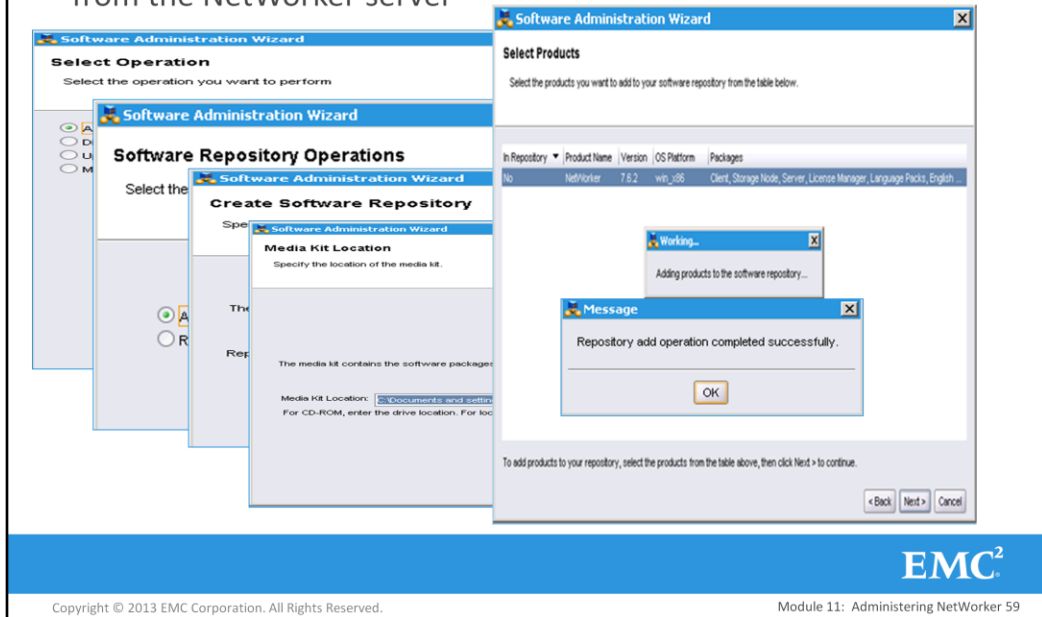 from the NetWorker server
Software Administration Wizard
Select Operation
Select the operation you want to perform
A
D
U
M
Software Administration Wizard
Software Repository Operations
Select the
A
R
Software Administration Wizard
Create Software Repository
Spe
The
Rep
Software Administration Wizard
Media Kit Location
Specify the location of the media kit.
The media kit contains the software packages
Media Kit Location: C:\Documents and settin
For CD-ROM, enter the drive location. For loc
Software Administration Wizard
Select Products
Select the products you want to add to your software repository from the table below.
In Repository Product Name Version OS Platform Packages
No NetWorker 7.6.2 win_x86 Client, Storage Node, Server, License Manager, Language Packs, English ...
Working...
Adding products to the software repository...
Message
Repository add operation completed successfully.
OK
To add products to your repository, select the products from the table above, then click Next > to continue.
< Back Next > Cancel
EMC²
Copyright © 2013 EMC Corporation. All Rights Reserved.
Module 11: Administering NetWorker 59